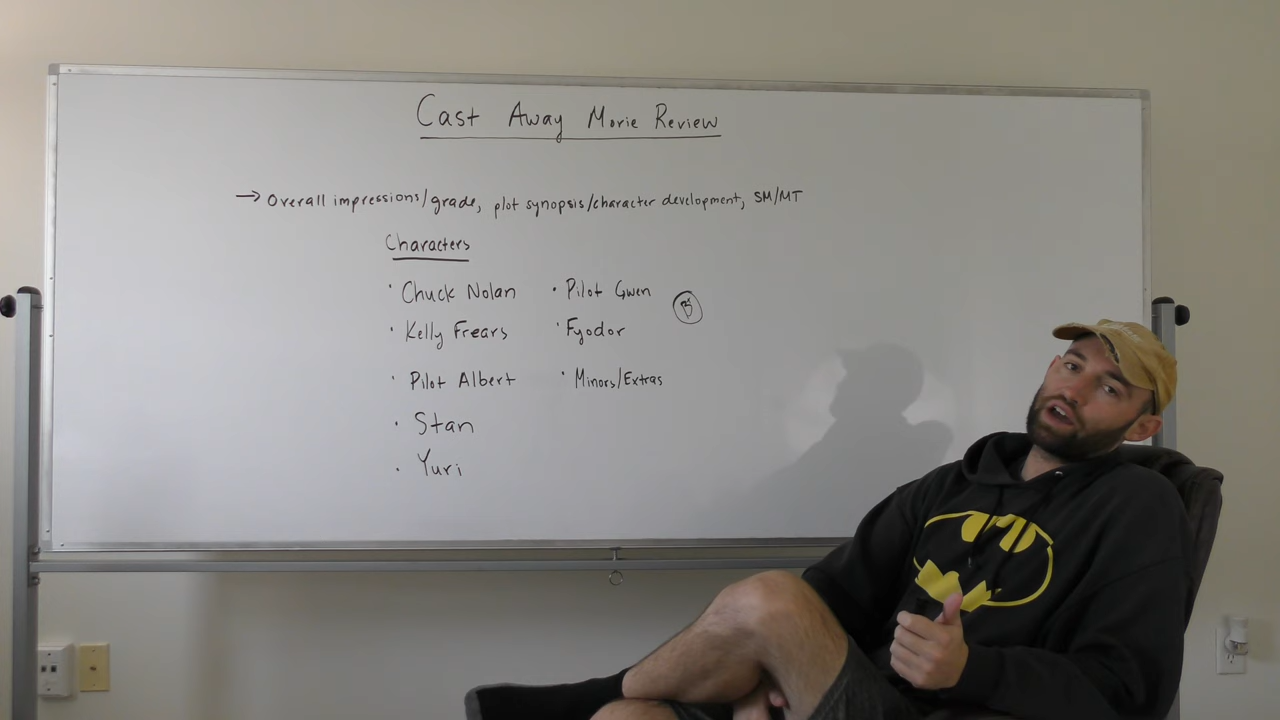 Cast Away Movie Review
→ Overall impressions/grade, plot synopsis/character development, SM/MT
Characters
• Chuck Nolan • Pilot Gwen
• Kelly Frears • Fyodor
B
• Pilot Albert • Minors/Extras
• Stan
• Yuri